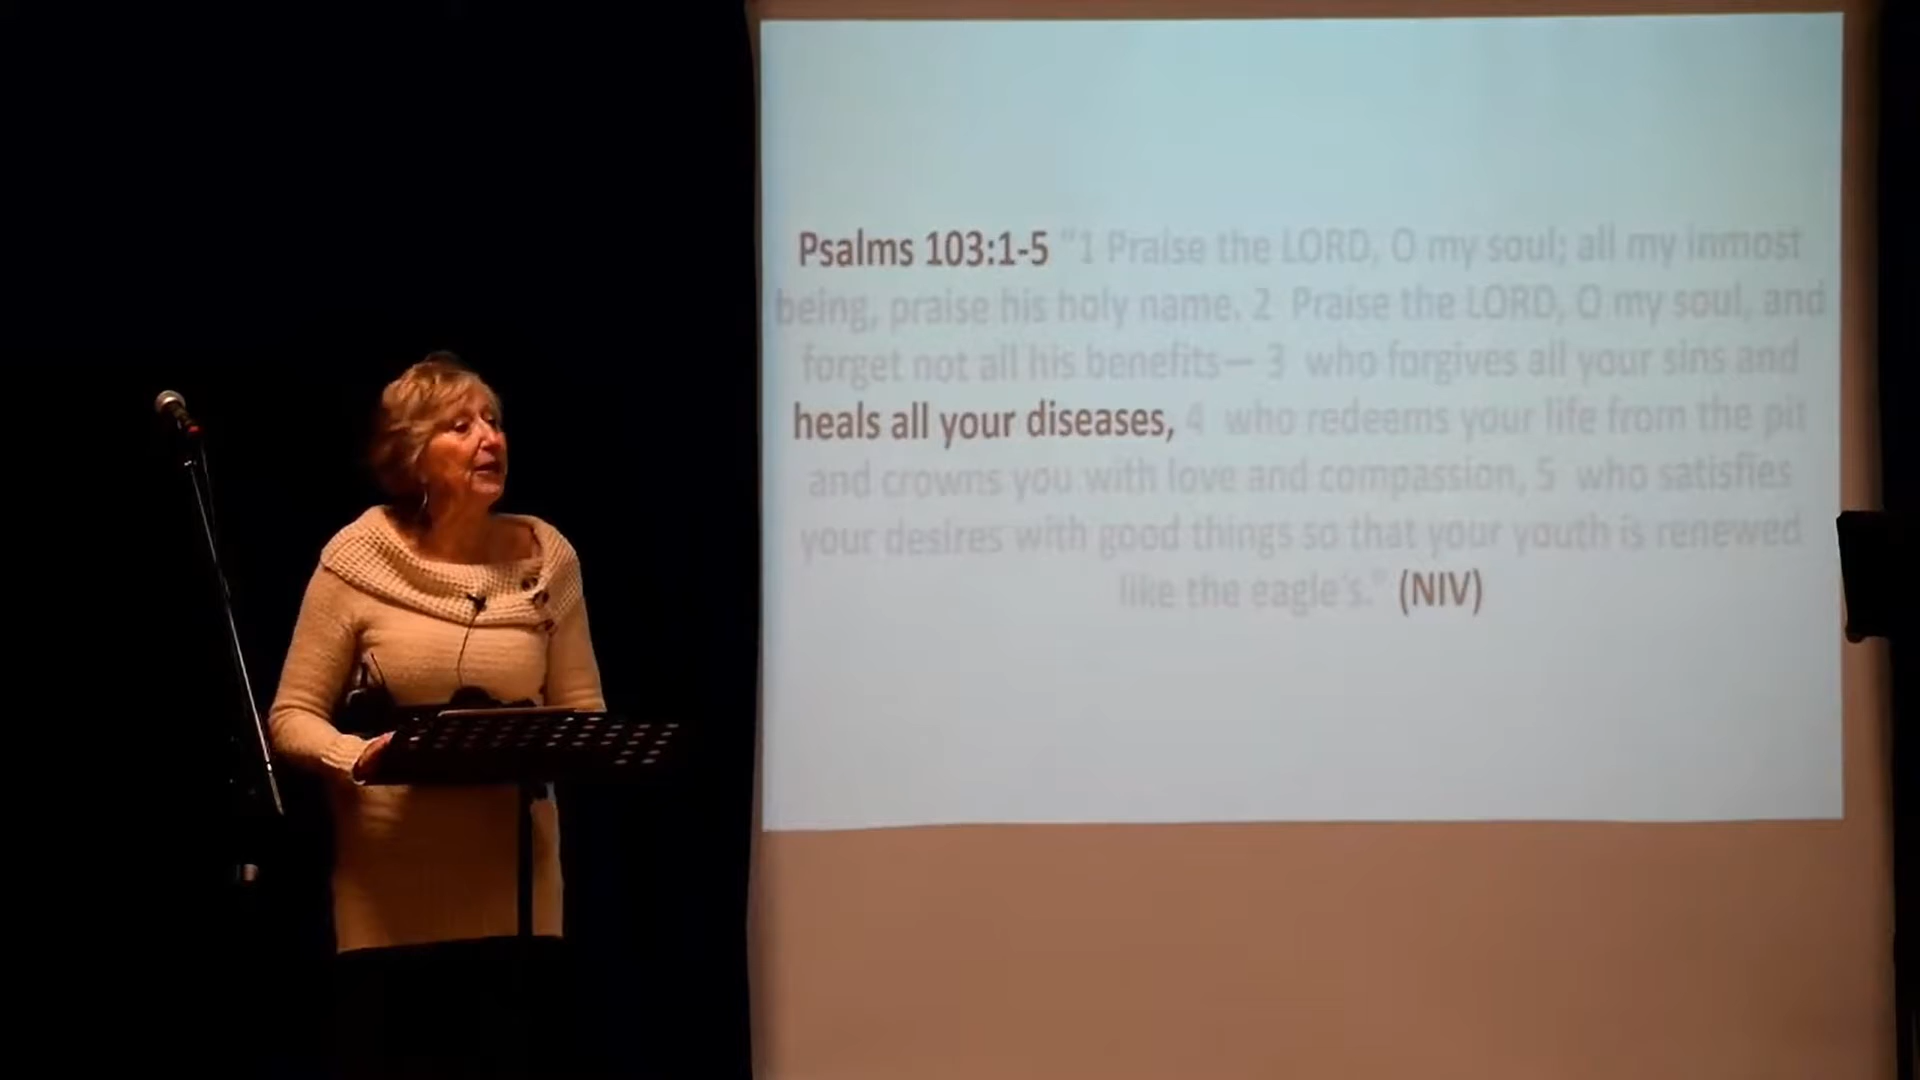 Psalms 103:1-5 "1 Praise the LORD, O my soul; all my inmost
being, praise his holy name. 2 Praise the LORD, O my soul, and
forget not all his benefits— 3 who forgives all your sins and
heals all your diseases, 4 who redeems your life from the pit
and crowns you with love and compassion, 5 who satisfies
your desires with good things so that your youth is renewed
like the eagle's." (NIV)